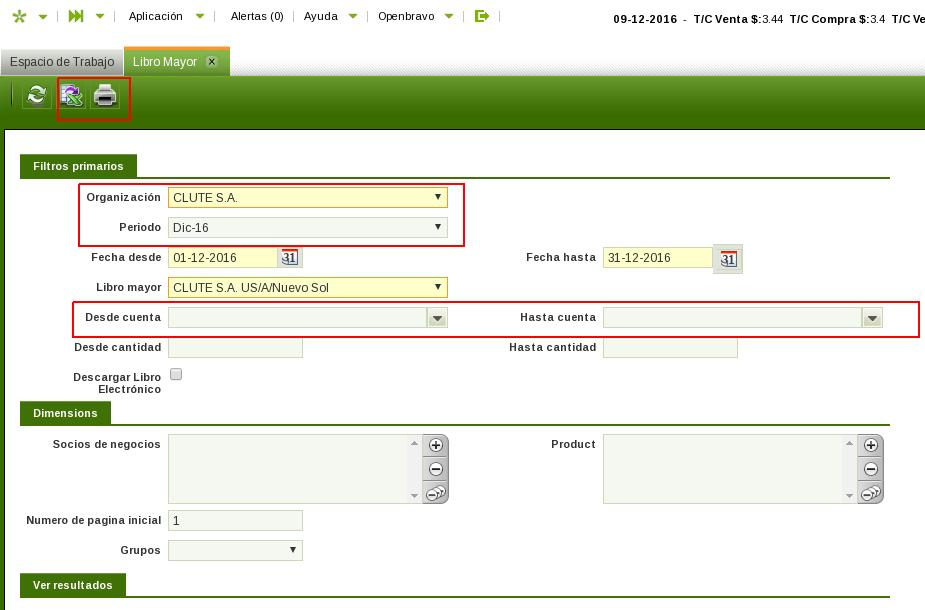 Aplicación Alertas (0) Ayuda Openbravo 09-12-2016 - T/C Venta $:3.44 T/C Compra $:3.4 T/C Ve
Espacio de Trabajo Libro Mayor x
Filtros primarios
Organización CLUTE S.A.
Periodo Dic-16
Fecha desde 01-12-2016 31 Fecha hasta 31-12-2016 31
Libro mayor CLUTE S.A. US/A/Nuevo Sol
Desde cuenta Hasta cuenta
Desde cantidad Hasta cantidad
Descargar Libro
Electrónico
Dimensions
Socios de negocios Product
Numero de pagina inicial 1
Grupos
Ver resultados